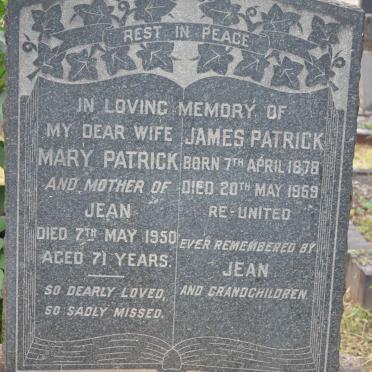 REST IN PEACE
IN LOVING MEMORY OF
MY DEAR WIFE
MARY PATRICK
AND MOTHER OF
JEAN
DIED 7TH MAY 1950
AGED 71 YEARS.
SO DEARLY LOVED,
SO SADLY MISSED.
JAMES PATRICK
BORN 7TH APRIL 1878
DIED 20TH MAY 1969
RE-UNITED
EVER REMEMBERED BY
JEAN
AND GRANDCHILDREN